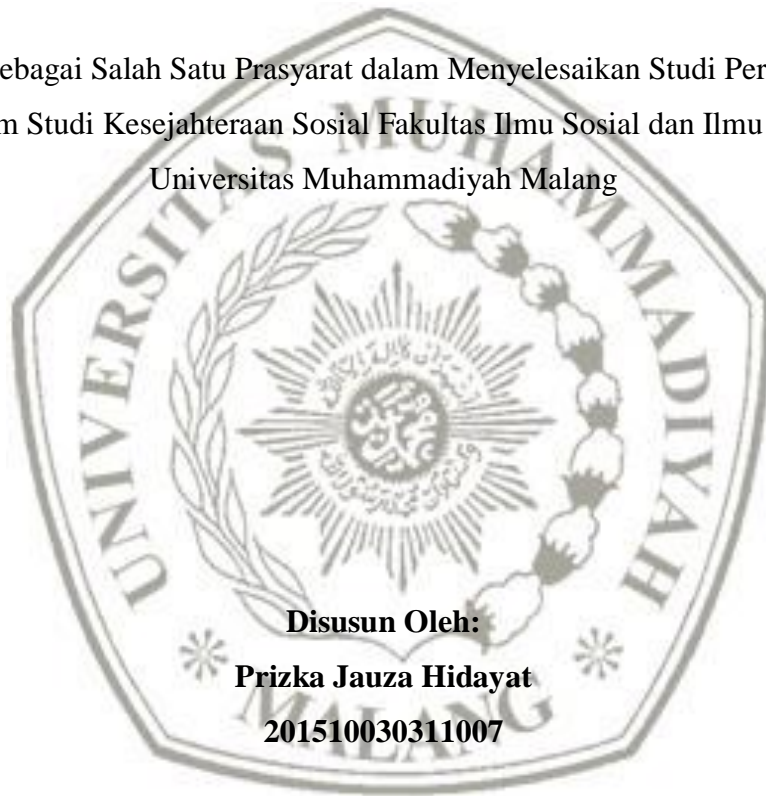 ebagai Salah Satu Prasyarat dalam Menyelesaikan Studi Per
m Studi Kesejahteraan Sosial Fakultas Ilmu Sosial dan Ilmu
Universitas Muhammadiyah Malang
UNIVERSITAS MUHAMMADIYAH
MALANG
Disusun Oleh:
Prizka Jauza Hidayat
201510030311007